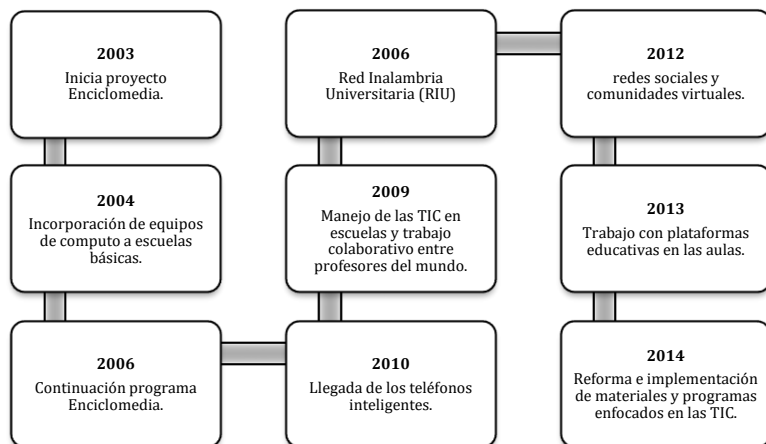 2003
Inicia proyecto
Enciclomedia.
2004
Incorporación de equipos
de computo a escuelas
básicas.
2006
Continuación programa
Enciclomedia.
2010
Llegada de los teléfonos
inteligentes.
2009
Manejo de las TIC en
escuelas y trabajo
colaborativo entre
profesores del mundo.
2006
Red Inalambria
Universitaria (RIU)
2012
redes sociales y
comunidades virtuales.
2013
Trabajo con plataformas
educativas en las aulas.
2014
Reforma e implementación
de materiales y programas
enfocados en las TIC.